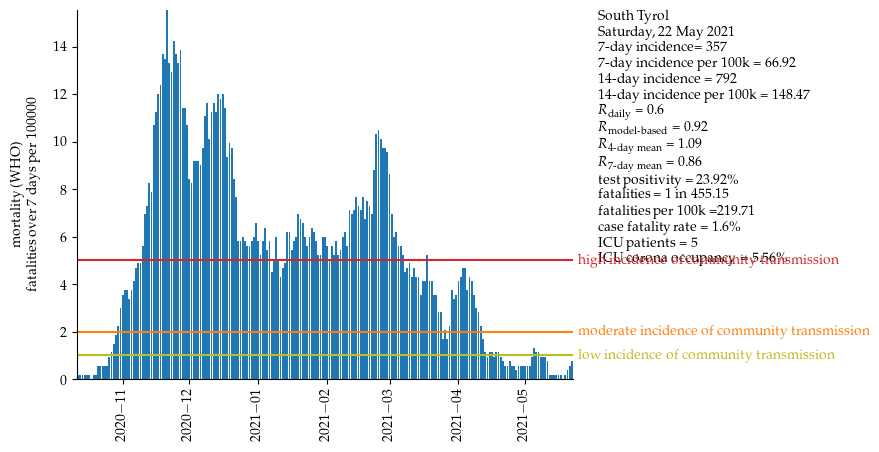 South Tyrol
Saturday, 22 May 2021
7-day incidence= 357
7-day incidence per 100k = 66.92
14-day incidence = 792
14-day incidence per 100k = 148.47
R daily = 0.6
R model-based = 0.92
R 4-day mean = 1.09
R 7-day mean = 0.86
test positivity = 23.92%
fatalities = 1 in 455.15
fatalities per 100k =219.71
case fatality rate = 1.6%
ICU patients = 5
ICU corona occupancy = 5.56%
high incidence of community transmission
moderate incidence of community transmission
low incidence of community transmission
mortality (WHO)
fatalities over 7 days per 100000
14
12
10
8
6
4
2
0
2020−11
2020−12
2021−01
2021−02
2021−03
2021−04
2021−05